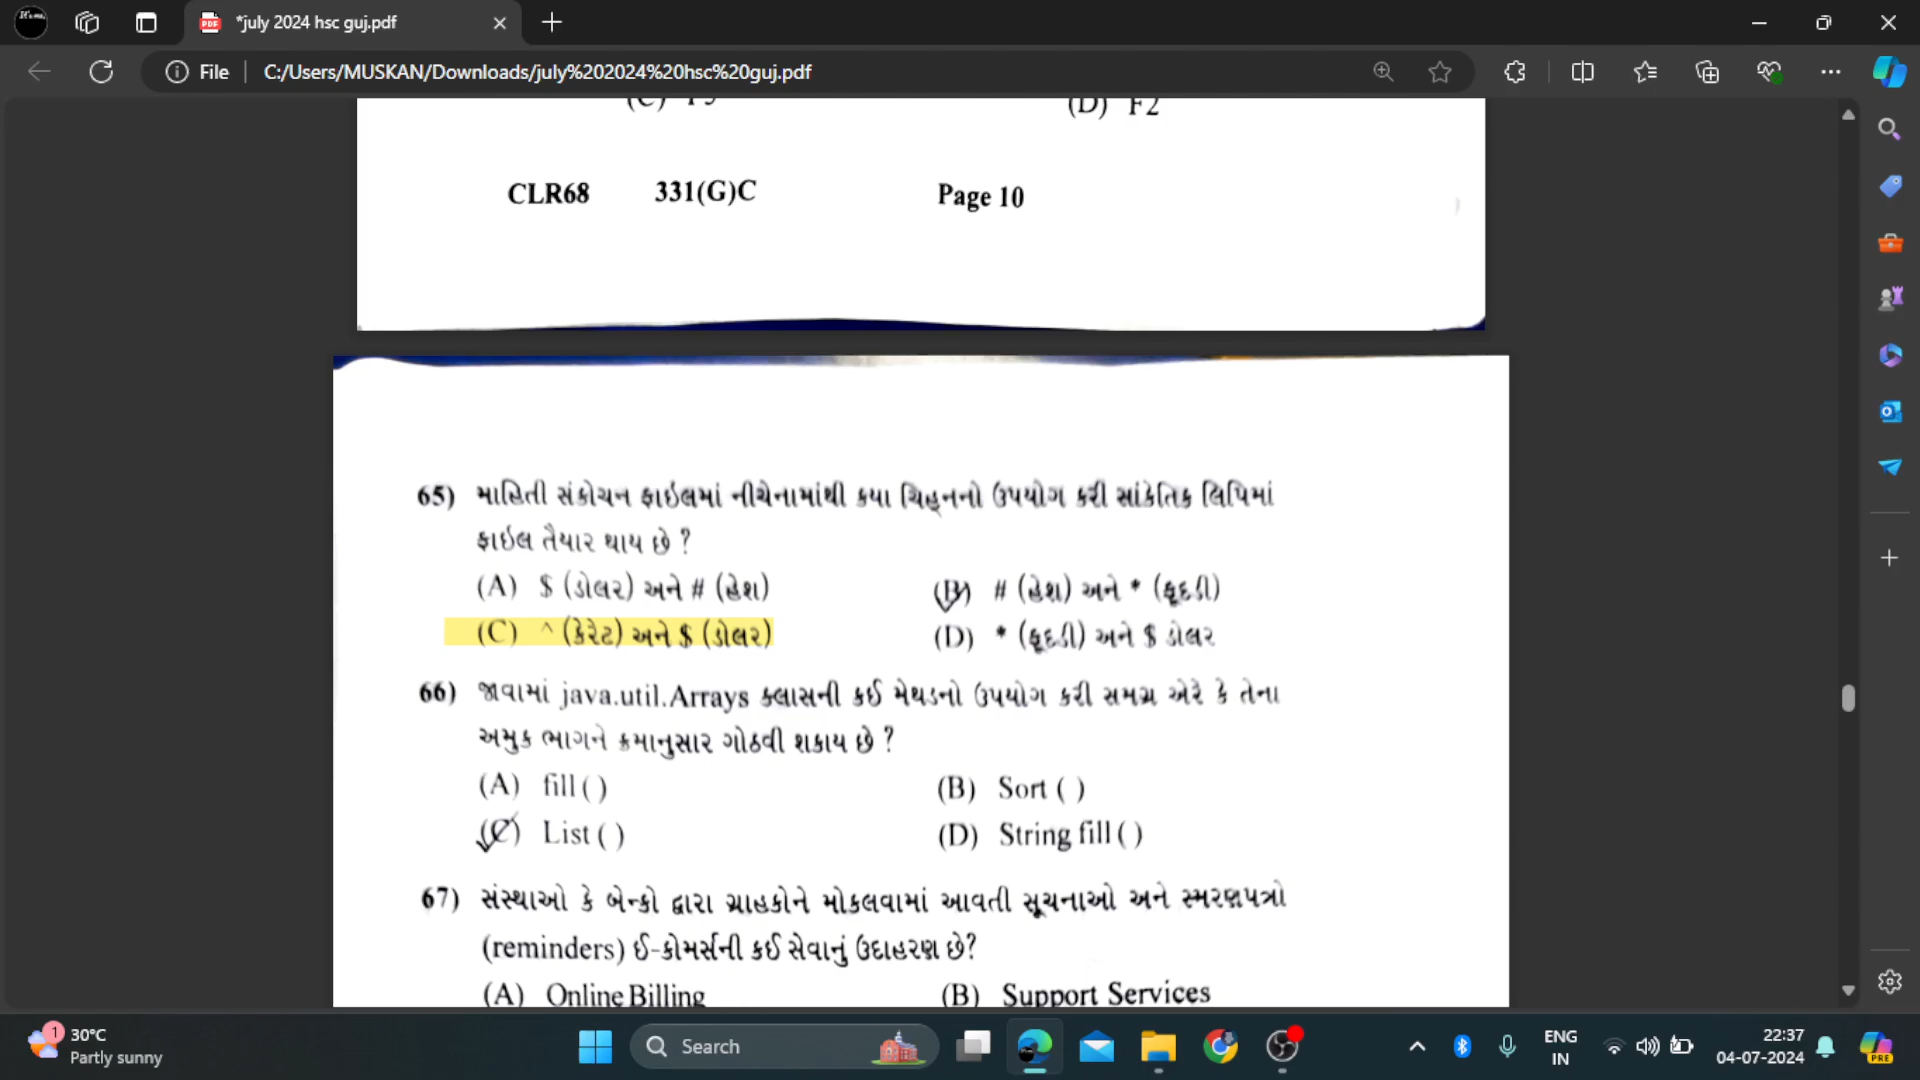 *july 2024 hsc guj.pdf
File
C:/Users/MUSKAN/Downloads/july%202024%20hsc%20guj.pdf
(D) F2
CLR68 331(G)C Page 10
65) માહિતી સંકોચન ફાઇલમાં નીચેનામાંથી કયા ચિહ્નનો ઉપયોગ કરી સાંકેતિક લિપિમાં
ફાઇલ તૈયાર થાય છે ?
(A) $ (ડોલર) અને # (હેશ) (B) # (હેશ) અને * (ફૂદડી)
(C) ^ (કેરેટ) અને $ (ડોલર) (D) * (ફૂદડી) અને $ ડોલર
66) જાવામાં java.util.Arrays ક્લાસની કઈ મેથડનો ઉપયોગ કરી સમગ્ર એરે કે તેના
અમુક ભાગને ક્રમાનુસાર ગોઠવી શકાય છે ?
(A) fill ( ) (B) Sort ( )
(C) List ( ) (D) String fill ( )
67) સંસ્થાઓ કે બેન્કો દ્વારા ગ્રાહકોને મોકલવામાં આવતી સૂચનાઓ અને સ્મરણપત્રો
(reminders) ઈ-કોમર્સની કઈ સેવાનું ઉદાહરણ છે?
(A) Online Billing (B) Support Services
1
30°C
Partly sunny
Search
ENG
IN
22:37
04-07-2024
PRE